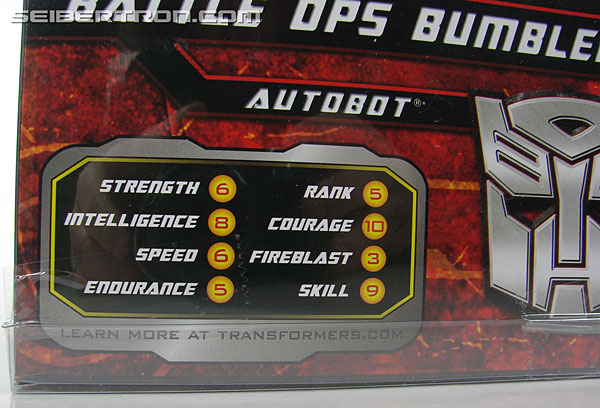 SEIBERTRON.COM
BATTLE OPS BUMBLE
AUTOBOT®
STRENGTH 6
INTELLIGENCE 8
SPEED 6
ENDURANCE 5
RANK 5
COURAGE 10
FIREBLAST 3
SKILL 9
LEARN MORE AT TRANSFORMERS.COM